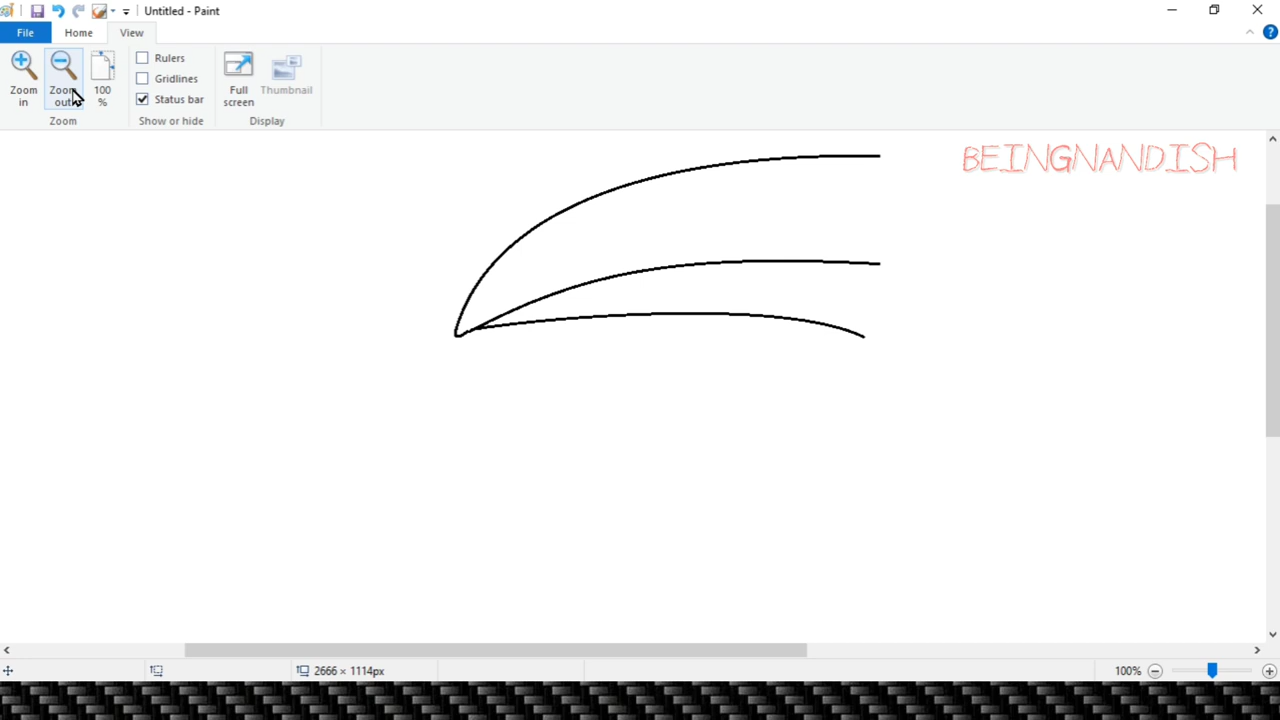 Untitled - Paint
File Home View
Zoom in
Zoom out
100 %
Rulers
Gridlines
Status bar
Full screen
Thumbnail
Zoom
Show or hide
Display
BEINGNANDISH
2666 × 1114px
100%